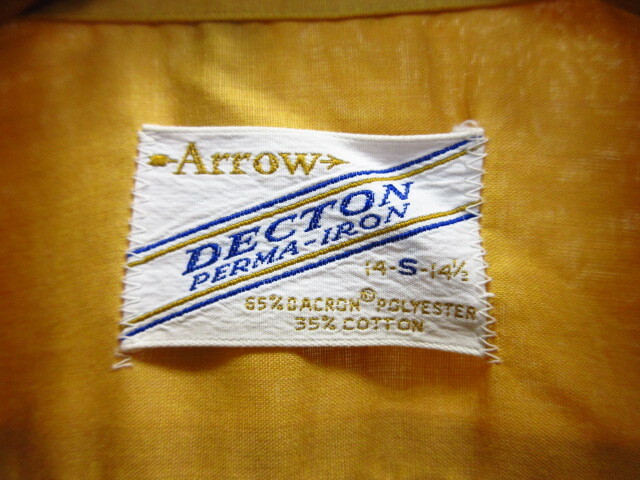 Arrow
DECTON
PERMA-IRON
14-S-14½
65% DACRON® POLYESTER
35% COTTON